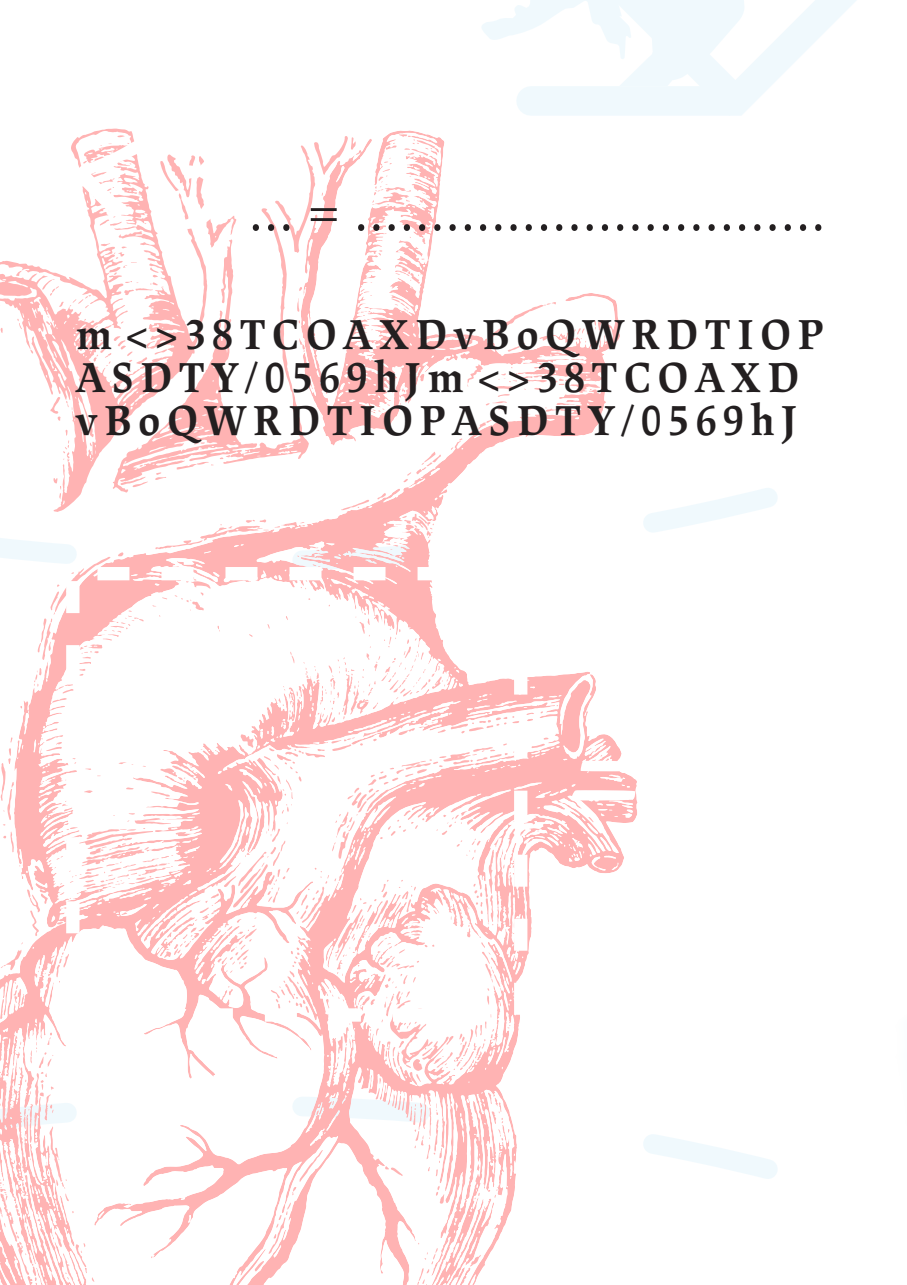 ... = ...............................
m<>38TCOAXDvBoQWRDTIOP
ASDTY/0569hJm<>38TCOAXD
vBoQWRDTIOPASDTY/0569hJ